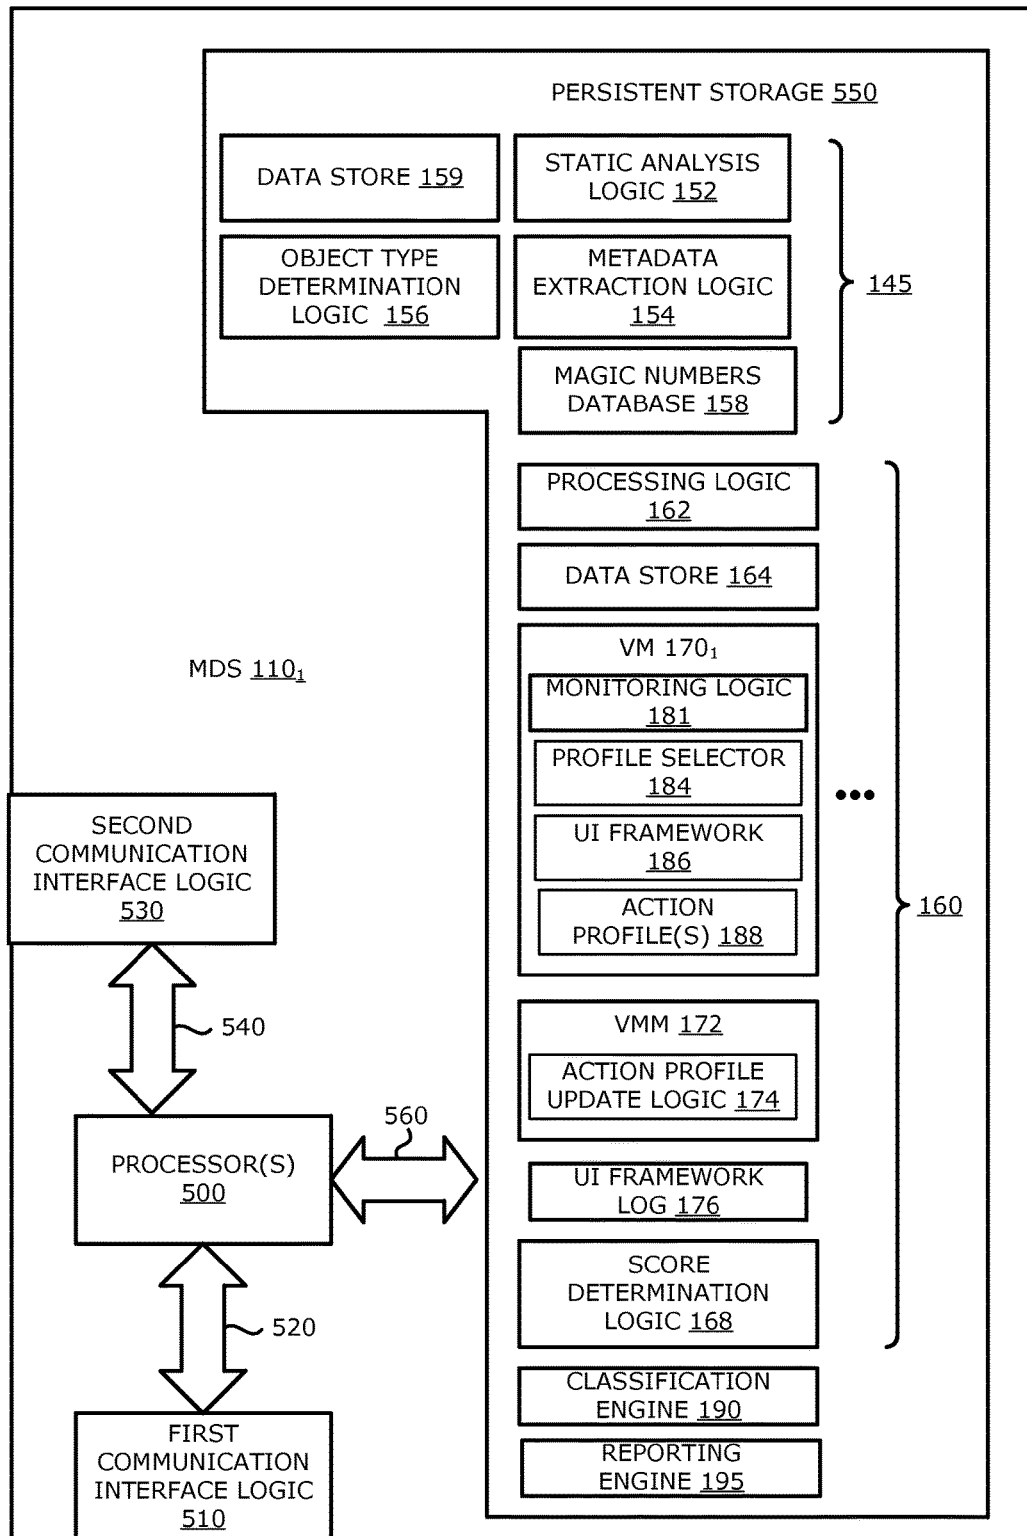 PERSISTENT STORAGE 550
DATA STORE 159
STATIC ANALYSIS
LOGIC 152
OBJECT TYPE
DETERMINATION
LOGIC 156
METADATA
EXTRACTION LOGIC
154
145
MAGIC NUMBERS
DATABASE 158
PROCESSING LOGIC
162
DATA STORE 164
VM 170₁
MONITORING LOGIC
181
PROFILE SELECTOR
184
•••
UI FRAMEWORK
186
ACTION
PROFILE(S) 188
160
MDS 110₁
SECOND
COMMUNICATION
INTERFACE LOGIC
530
540
VMM 172
ACTION PROFILE
UPDATE LOGIC 174
560
PROCESSOR(S)
500
UI FRAMEWORK
LOG 176
SCORE
DETERMINATION
LOGIC 168
520
CLASSIFICATION
ENGINE 190
FIRST
COMMUNICATION
INTERFACE LOGIC
510
REPORTING
ENGINE 195